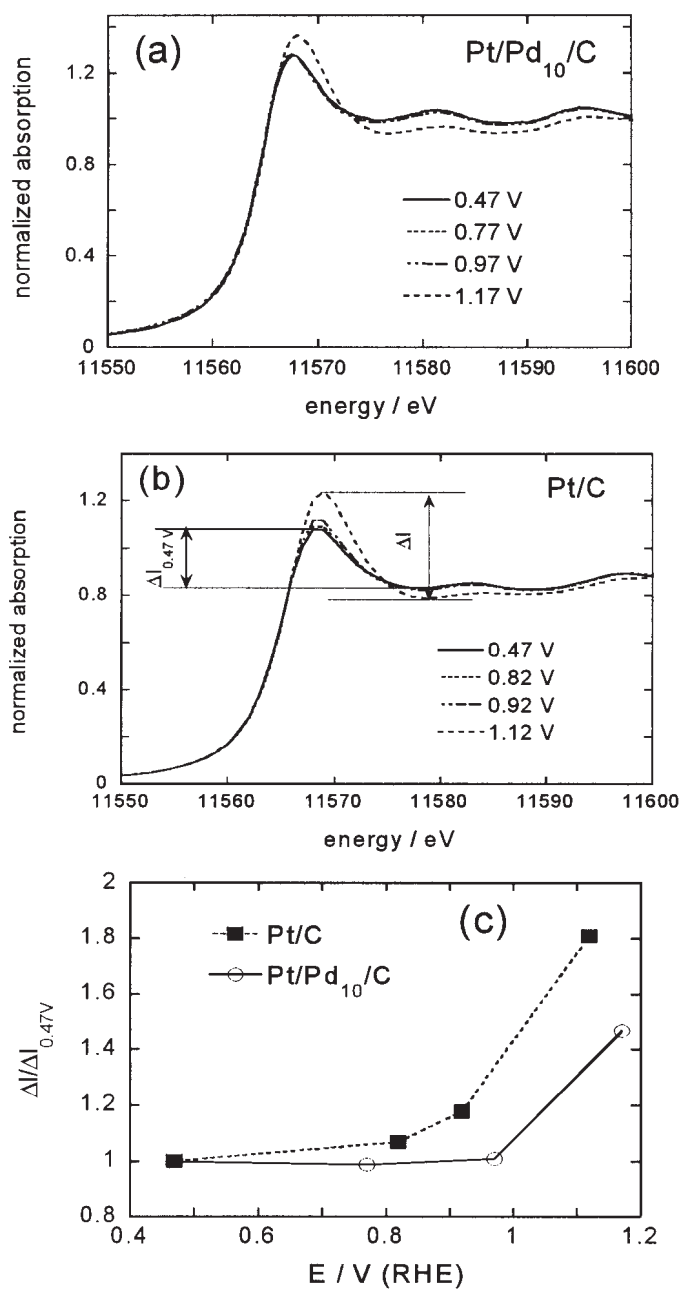 (a) Pt/Pd10/C
normalized absorption
1.2
0.8
0.4
0
0.47 V
0.77 V
0.97 V
1.17 V
11550 11560 11570 11580 11590 11600
energy / eV
(b) Pt/C
normalized absorption
1.2
0.8
0.4
0
ΔI0.47 V
ΔI
0.47 V
0.82 V
0.92 V
1.12 V
11550 11560 11570 11580 11590 11600
energy / eV
(c)
ΔI/ΔI0.47V
2
1.8
1.6
1.4
1.2
1
0.8
Pt/C
Pt/Pd10/C
0.4 0.6 0.8 1 1.2
E / V (RHE)